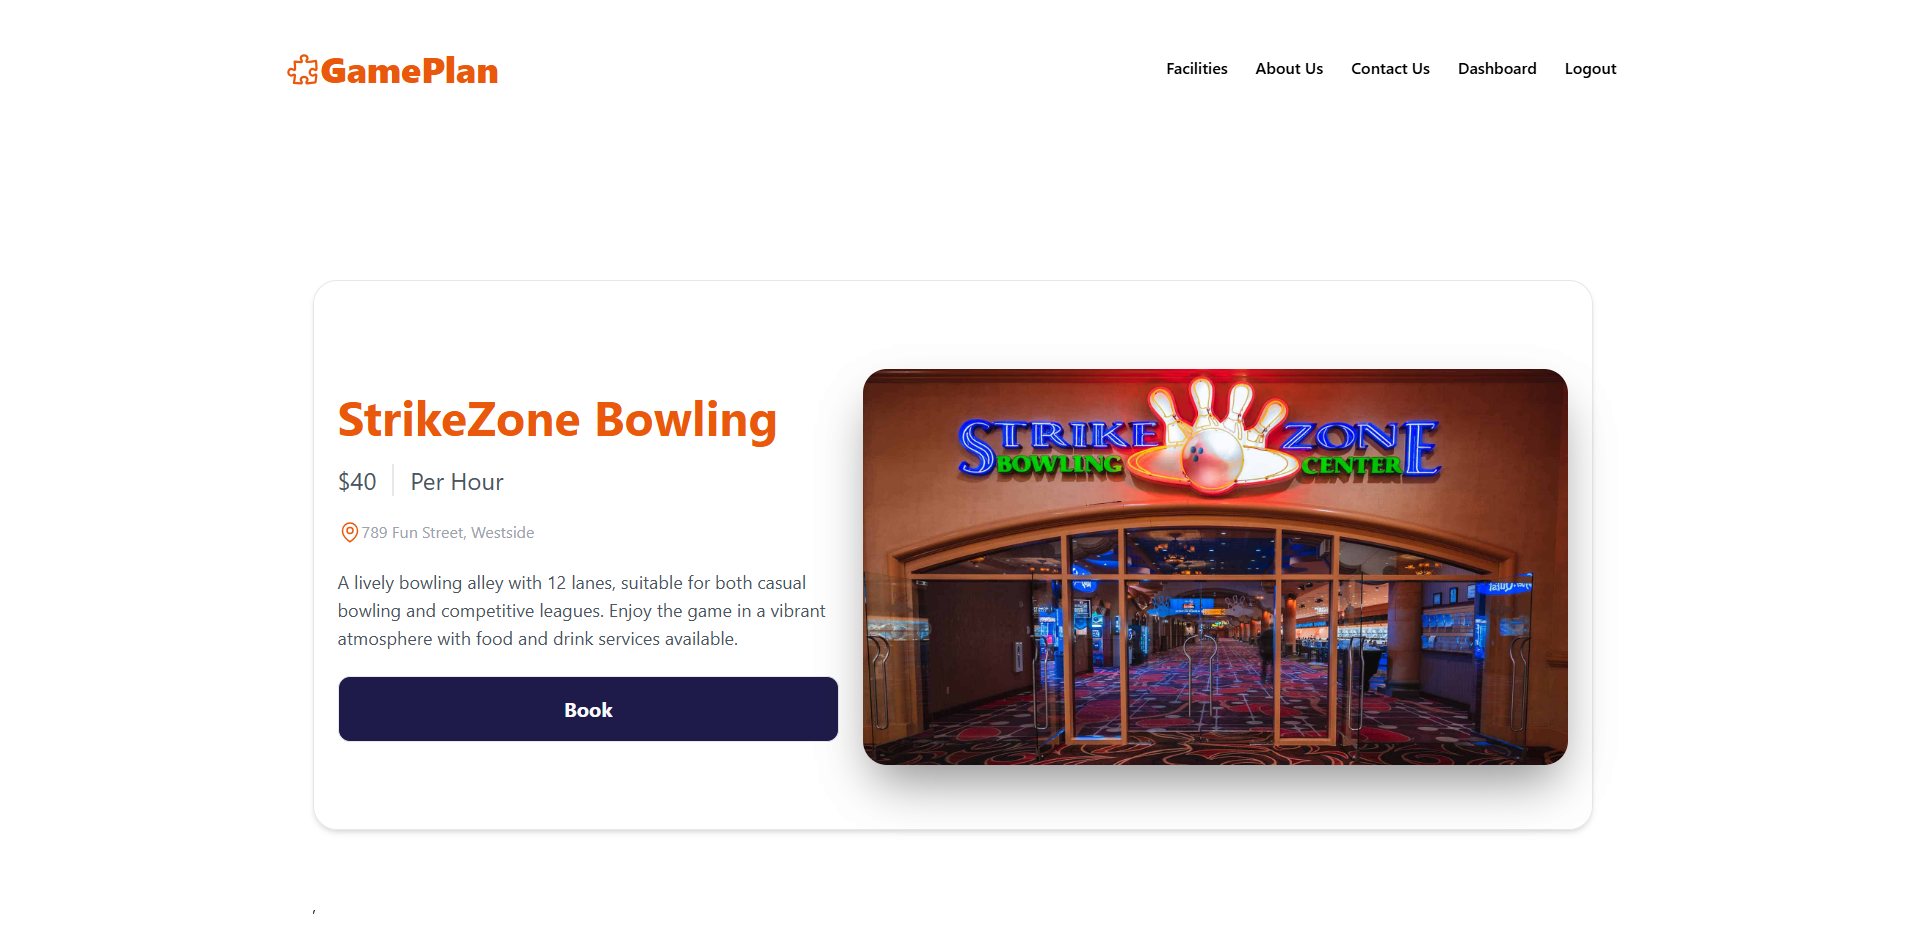 GamePlan
Facilities About Us Contact Us Dashboard Logout
StrikeZone Bowling
$40 Per Hour
789 Fun Street, Westside
A lively bowling alley with 12 lanes, suitable for both casual
bowling and competitive leagues. Enjoy the game in a vibrant
atmosphere with food and drink services available.
Book
STRIKE ZONE
BOWLING CENTER
,